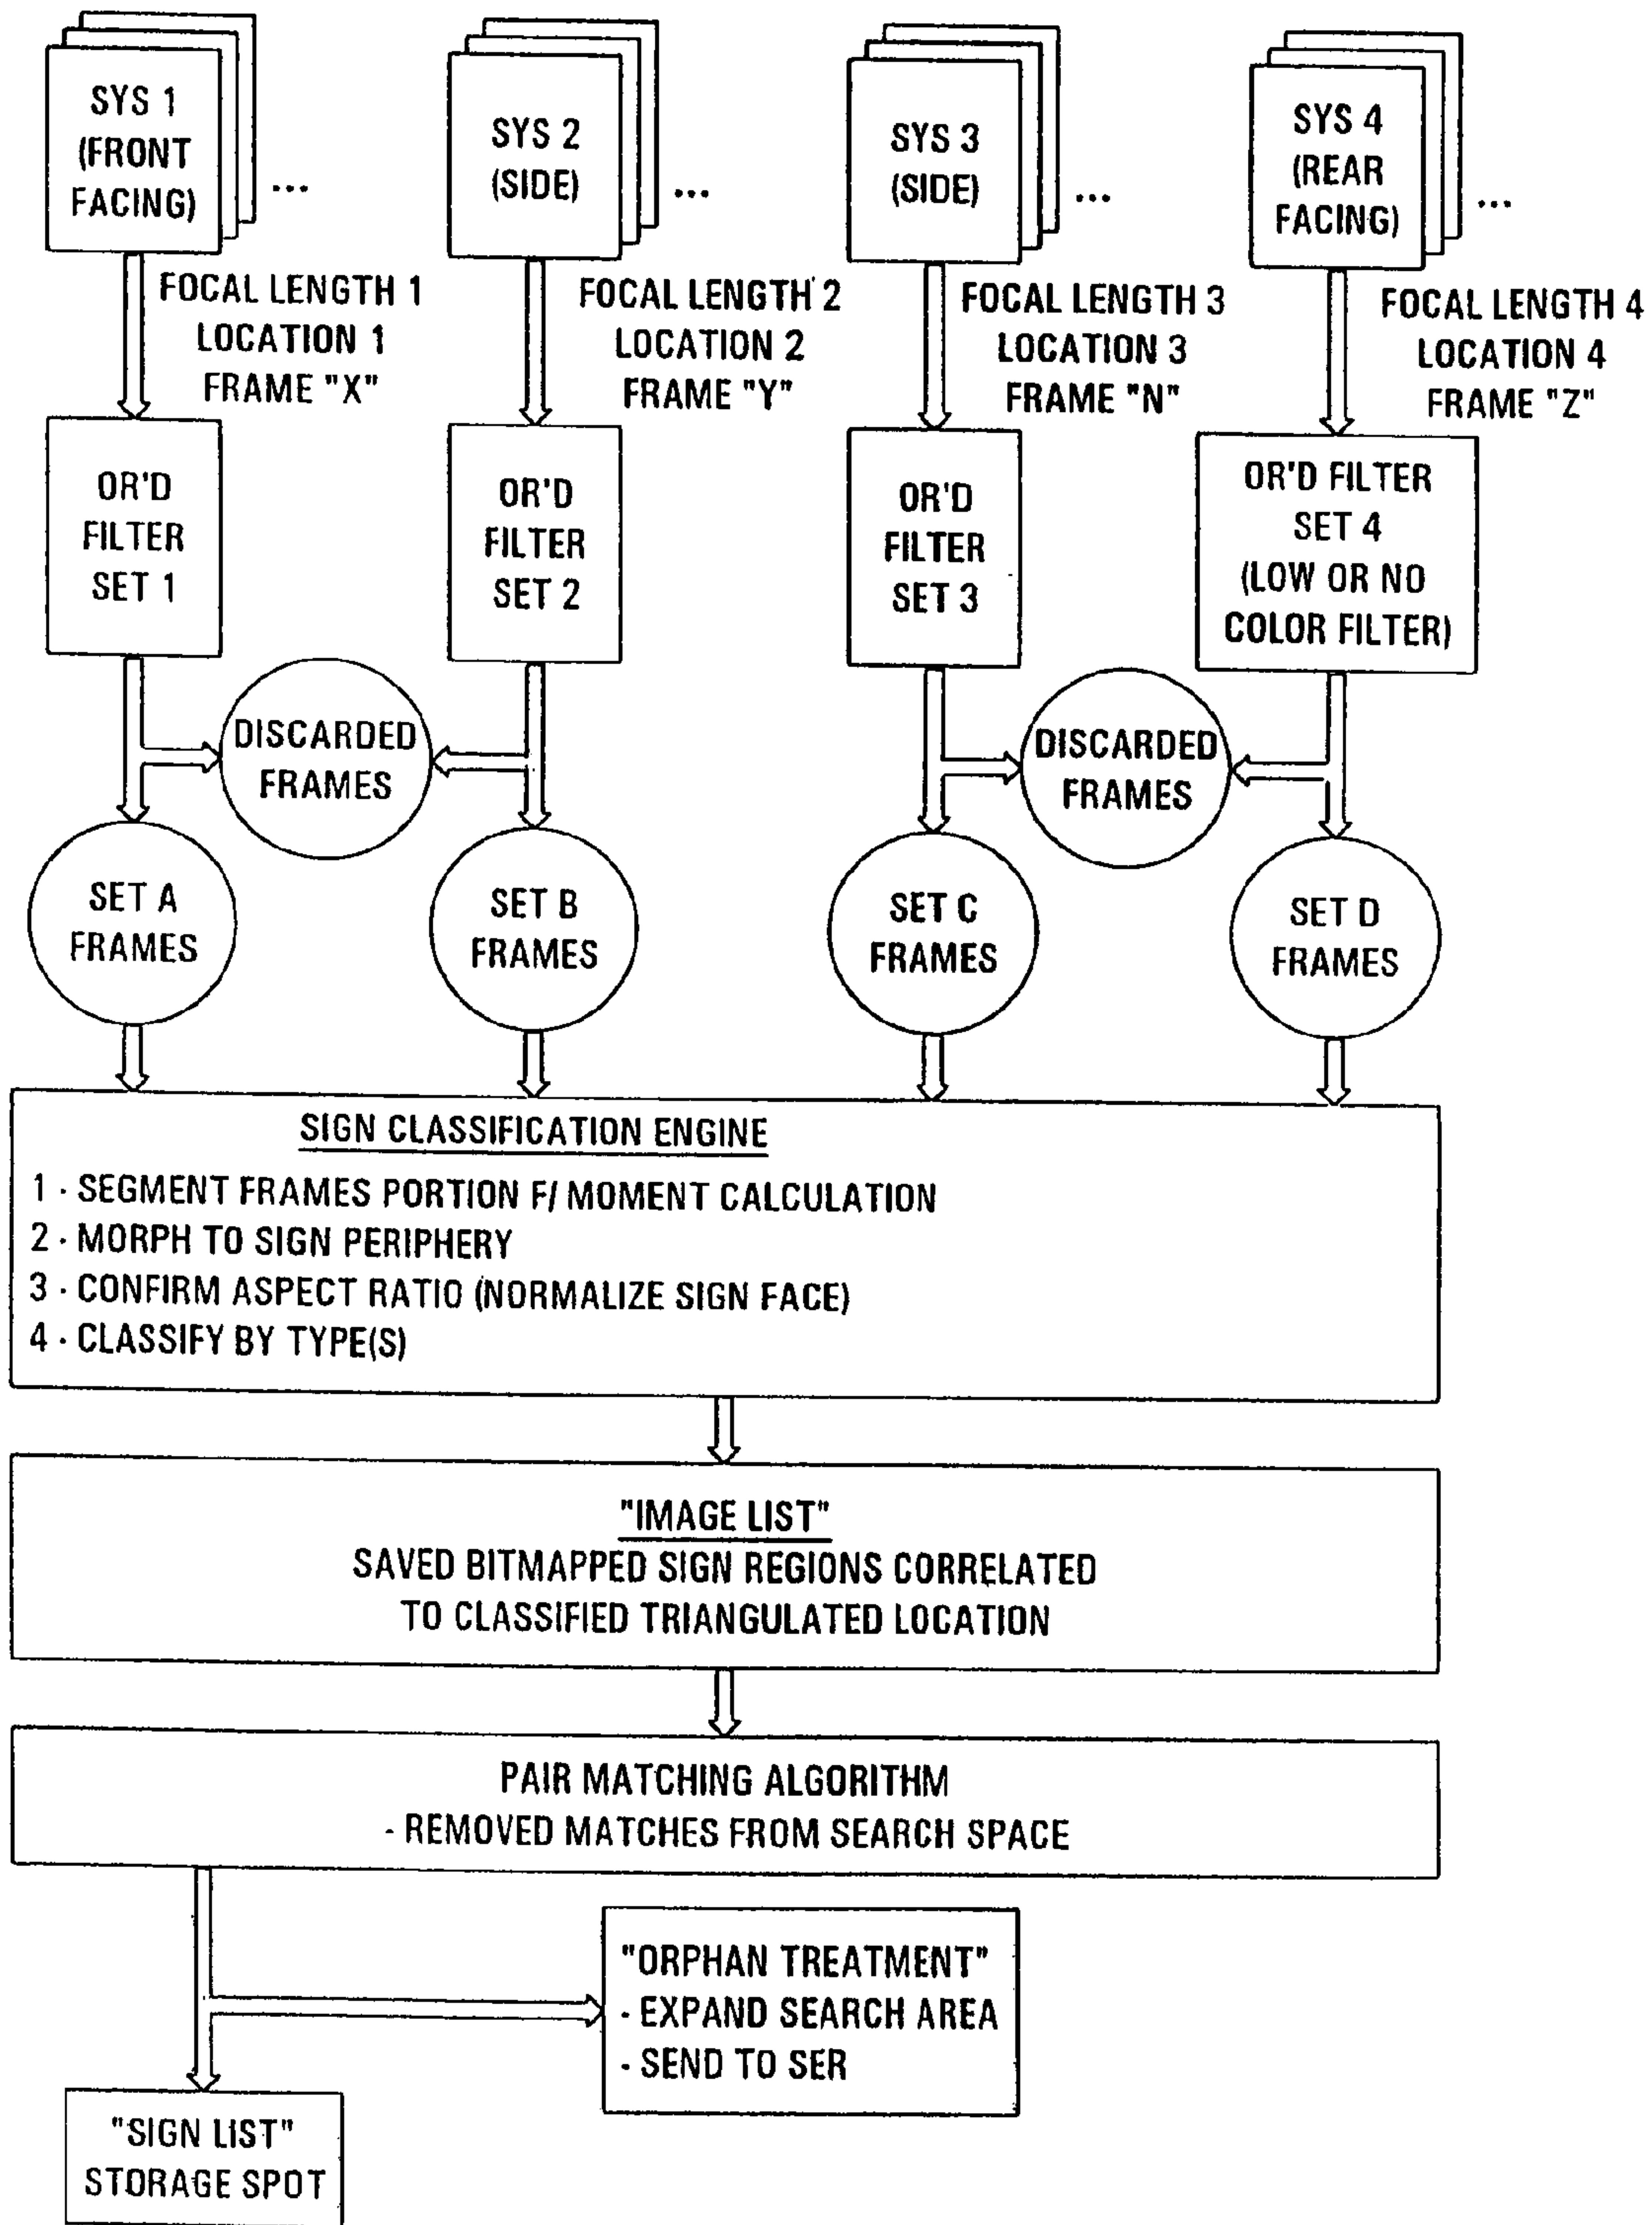 SYS 1
(FRONT
FACING)
...
SYS 2
(SIDE)
...
SYS 3
(SIDE)
...
SYS 4
(REAR
FACING)
...
FOCAL LENGTH 1
LOCATION 1
FRAME "X"
FOCAL LENGTH 2
LOCATION 2
FRAME "Y"
FOCAL LENGTH 3
LOCATION 3
FRAME "N"
FOCAL LENGTH 4
LOCATION 4
FRAME "Z"
OR'D
FILTER
SET 1
OR'D
FILTER
SET 2
OR'D
FILTER
SET 3
OR'D FILTER
SET 4
(LOW OR NO
COLOR FILTER)
DISCARDED
FRAMES
DISCARDED
FRAMES
SET A
FRAMES
SET B
FRAMES
SET C
FRAMES
SET D
FRAMES
SIGN CLASSIFICATION ENGINE
1 - SEGMENT FRAMES PORTION F/ MOMENT CALCULATION
2 - MORPH TO SIGN PERIPHERY
3 - CONFIRM ASPECT RATIO (NORMALIZE SIGN FACE)
4 - CLASSIFY BY TYPE(S)
"IMAGE LIST"
SAVED BITMAPPED SIGN REGIONS CORRELATED
TO CLASSIFIED TRIANGULATED LOCATION
PAIR MATCHING ALGORITHM
- REMOVED MATCHES FROM SEARCH SPACE
"ORPHAN TREATMENT"
- EXPAND SEARCH AREA
- SEND TO SER
"SIGN LIST"
STORAGE SPOT